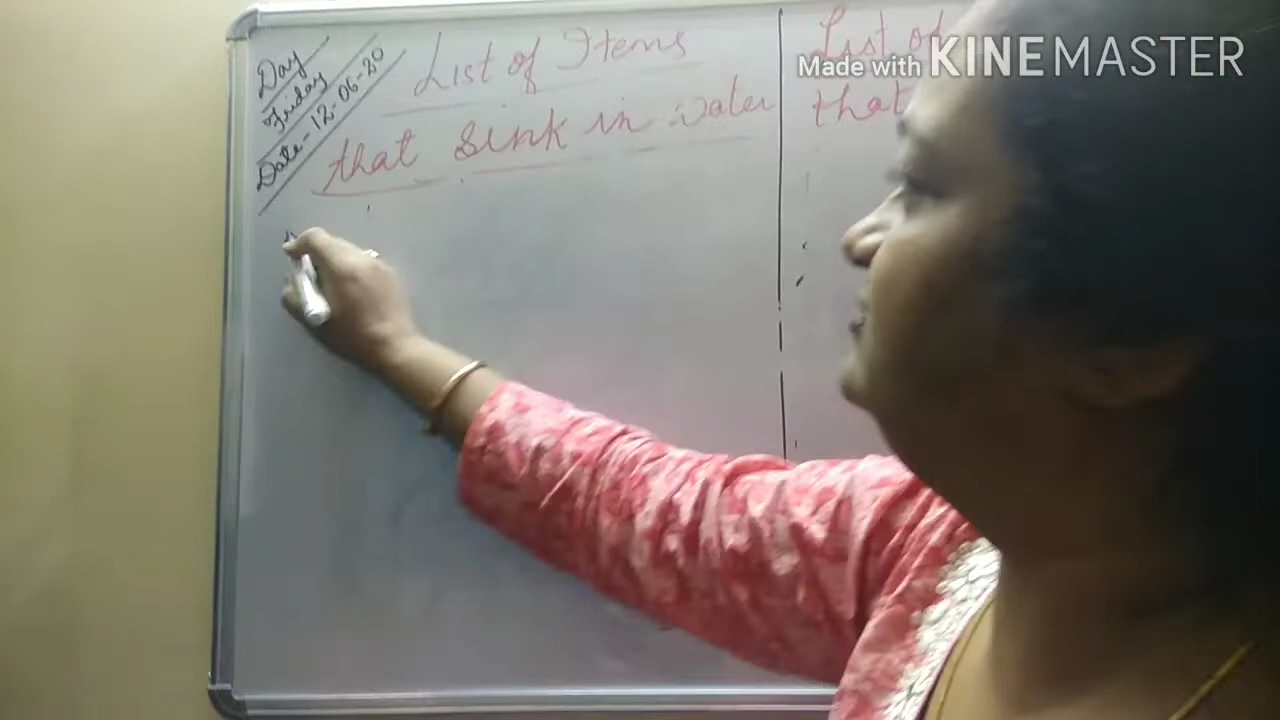 Day
Friday
Date - 12-06-20
List of Items
that sink in water
List of
that
Made with KINEMASTER